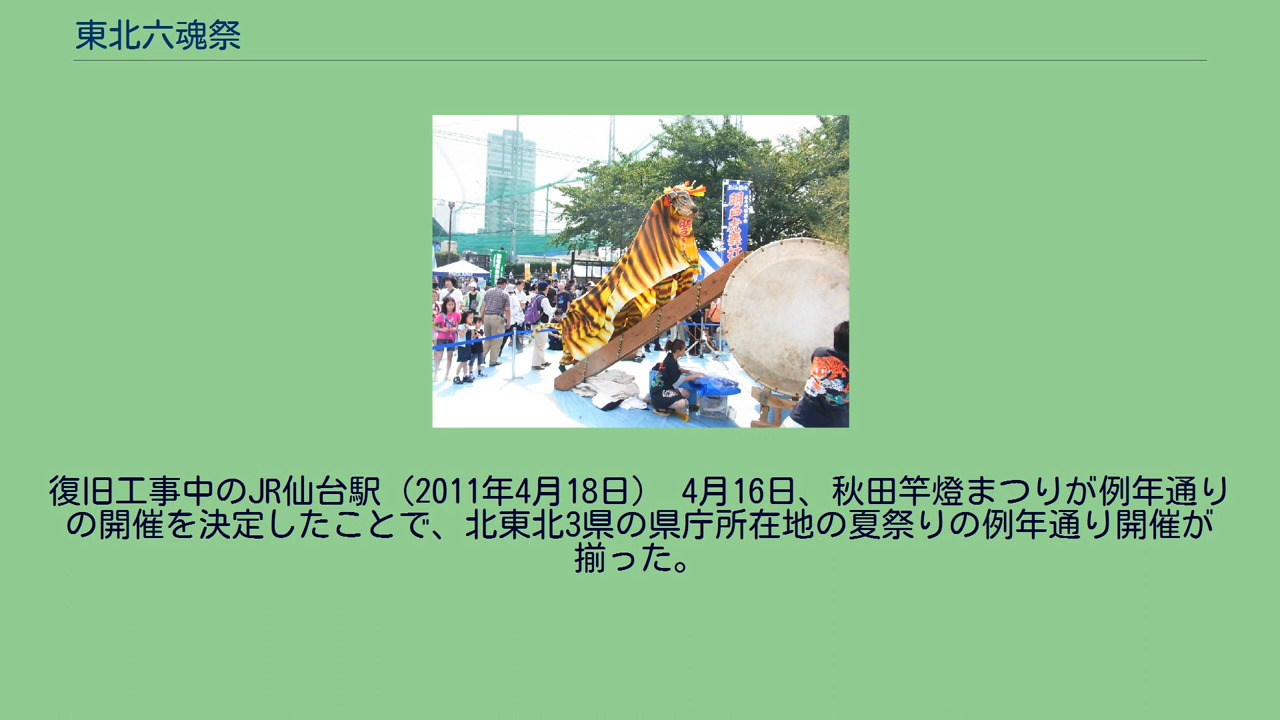 東北六魂祭
復旧工事中のJR仙台駅（2011年4月18日） 4月16日、秋田竿燈まつりが例年通り
の開催を決定したことで、北東北3県の県庁所在地の夏祭りの例年通り開催が
揃った。